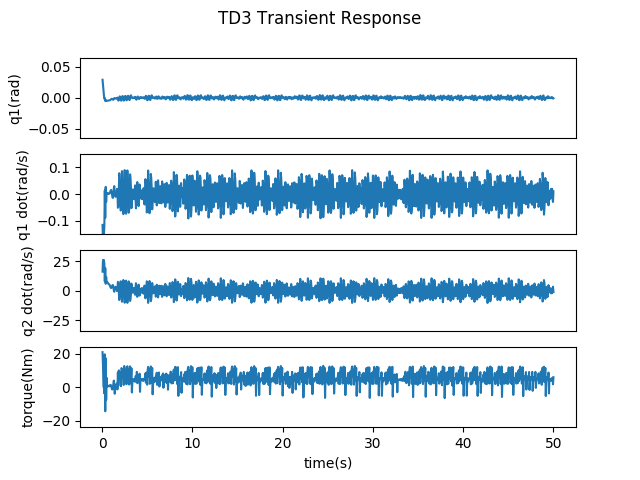 TD3 Transient Response
q1(rad)
0.05
0.00
−0.05
q1 dot(rad/s)
0.1
0.0
−0.1
q2 dot(rad/s)
25
0
−25
torque(Nm)
20
0
−20
0 10 20 30 40 50
time(s)